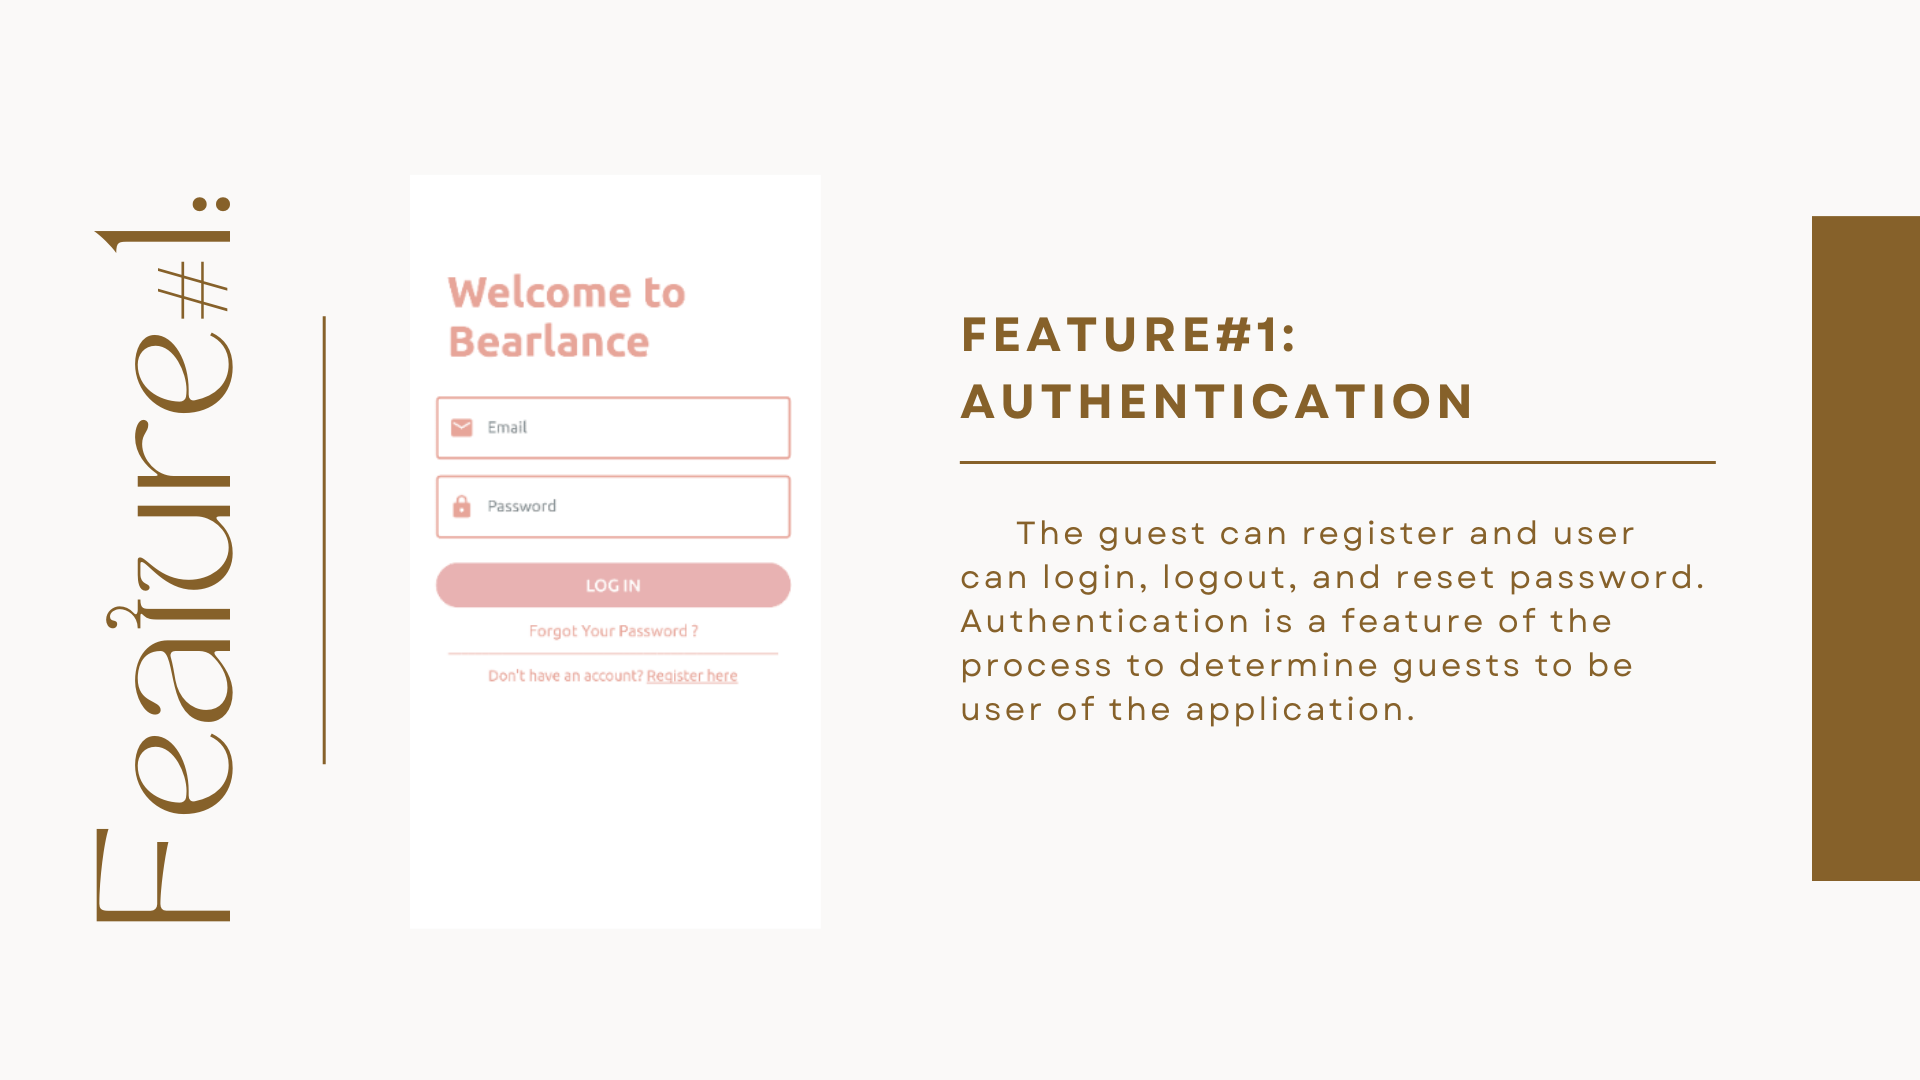 Feature#1:
Welcome to
Bearlance
Email
Password
LOG IN
Forgot Your Password ?
Don't have an account? Register here
FEATURE#1:
AUTHENTICATION
The guest can register and user
can login, logout, and reset password.
Authentication is a feature of the
process to determine guests to be
user of the application.